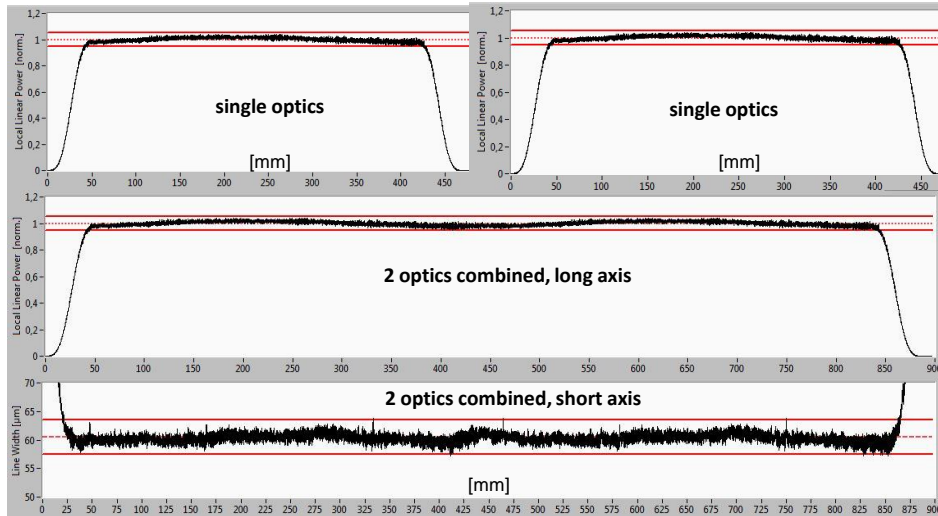 Local Linear Power [norm.]
1,2
1
0,8
0,6
0,4
0,2
0
single optics
[mm]
0 50 100 150 200 250 300 350 400 450
Local Linear Power [norm.]
1,2
1
0,8
0,6
0,4
0,2
0
single optics
[mm]
0 50 100 150 200 250 300 350 400 450
Local Linear Power [norm.]
1,2
1
0,8
0,6
0,4
0,2
0
2 optics combined, long axis
0 50 100 150 200 250 300 350 400 450 500 550 600 650 700 750 800 850 900
Line Width [µm]
70
65
60
55
50
2 optics combined, short axis
[mm]
0 25 50 75 100 125 150 175 200 225 250 275 300 325 350 375 400 425 450 475 500 525 550 575 600 625 650 675 700 725 750 775 800 825 850 875 900